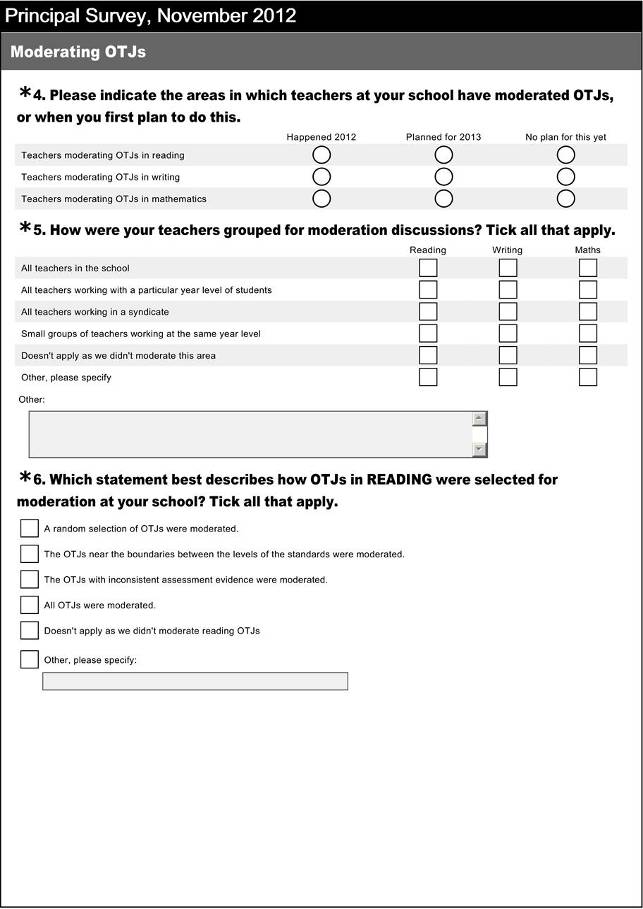 Principal Survey, November 2012
Moderating OTJs
*4. Please indicate the areas in which teachers at your school have moderated OTJs,
or when you first plan to do this.
Happened 2012 Planned for 2013 No plan for this yet
Teachers moderating OTJs in reading
Teachers moderating OTJs in writing
Teachers moderating OTJs in mathematics
*5. How were your teachers grouped for moderation discussions? Tick all that apply.
Reading Writing Maths
All teachers in the school
All teachers working with a particular year level of students
All teachers working in a syndicate
Small groups of teachers working at the same year level
Doesn't apply as we didn't moderate this area
Other, please specify
Other:
*6. Which statement best describes how OTJs in READING were selected for
moderation at your school? Tick all that apply.
A random selection of OTJs were moderated.
The OTJs near the boundaries between the levels of the standards were moderated.
The OTJs with inconsistent assessment evidence were moderated.
All OTJs were moderated.
Doesn't apply as we didn't moderate reading OTJs
Other, please specify: